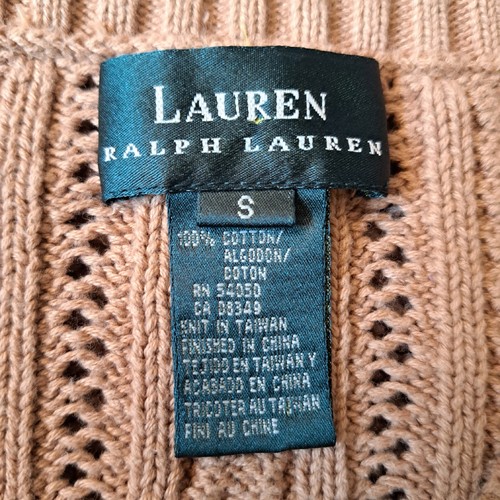 LAUREN
RALPH LAUREN
S
100% COTTON/
ALGODON/
COTON
RN 54050
CA 08349
KNIT IN TAIWAN
FINISHED IN CHINA
TEJIDO EN TAIWAN Y
ACABADO EN CHINA
TRICOTER AU TAIWAN
FINI AU CHINE